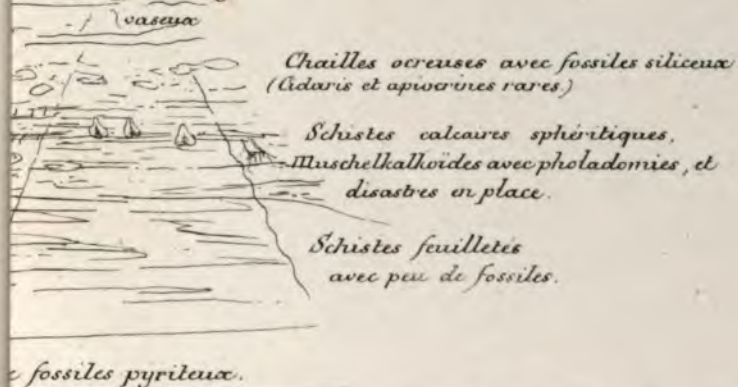 vaseux
Chailles ocreuses avec fossiles siliceux
(Cidaris et apiocrines rares.)
Schistes calcaires sphéritiques,
Muschelkalkoïdes avec pholadomies, et
disastres en place.
Schistes feuilletés
avec peu de fossiles.
fossiles pyriteux.